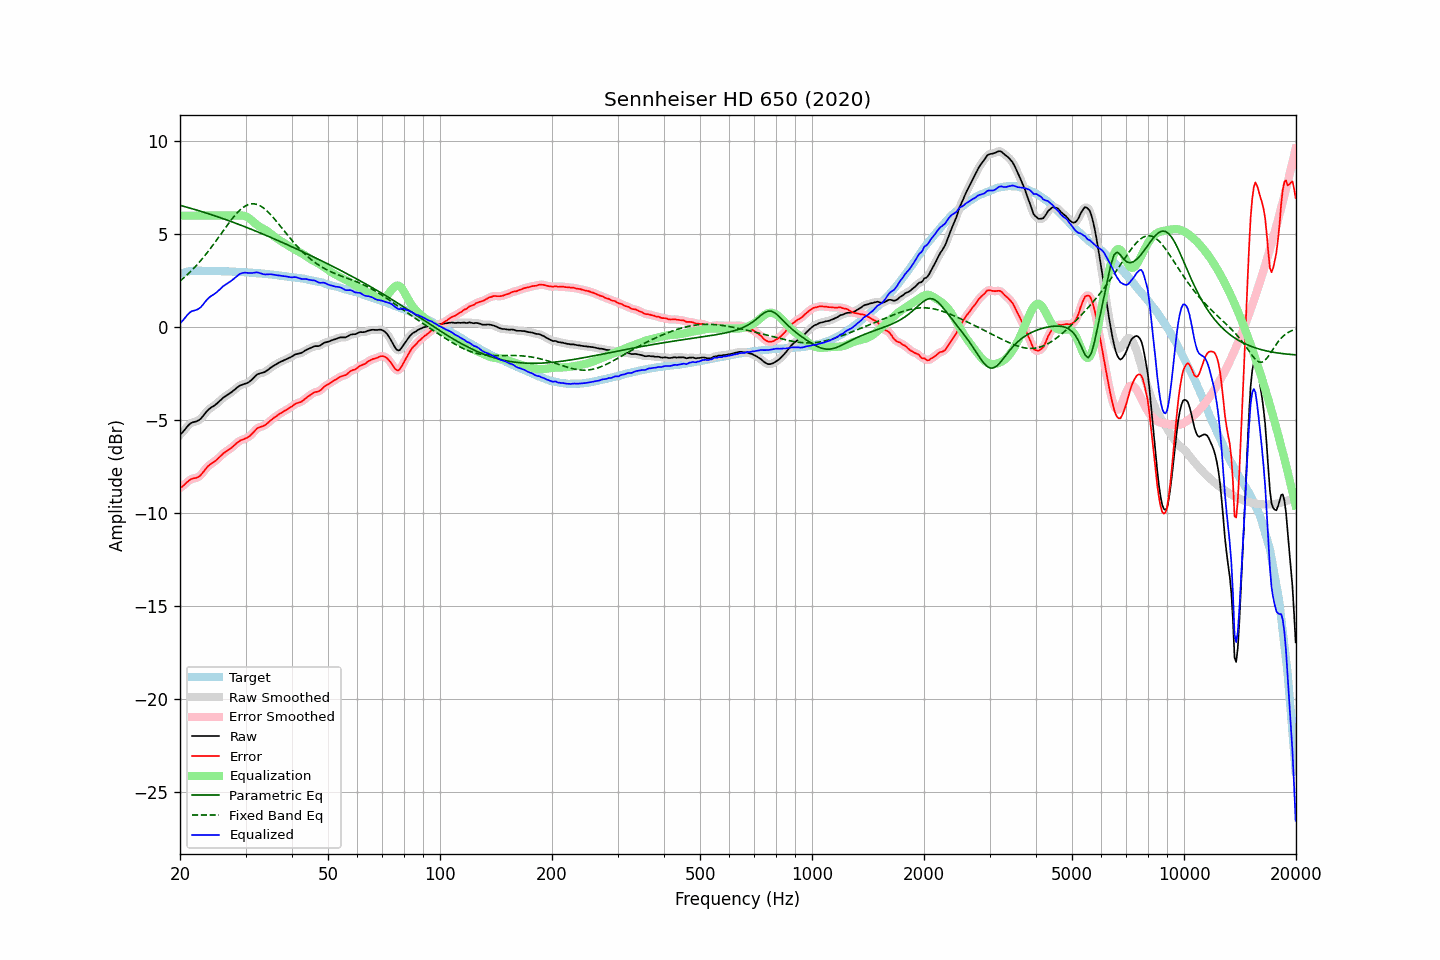 Sennheiser HD 650 (2020)
Amplitude (dBr)
10
5
0
−5
−10
−15
−20
−25
Target
Raw Smoothed
Error Smoothed
Raw
Error
Equalization
Parametric Eq
Fixed Band Eq
Equalized
20 50 100 200 500 1000 2000 5000 10000 20000
Frequency (Hz)